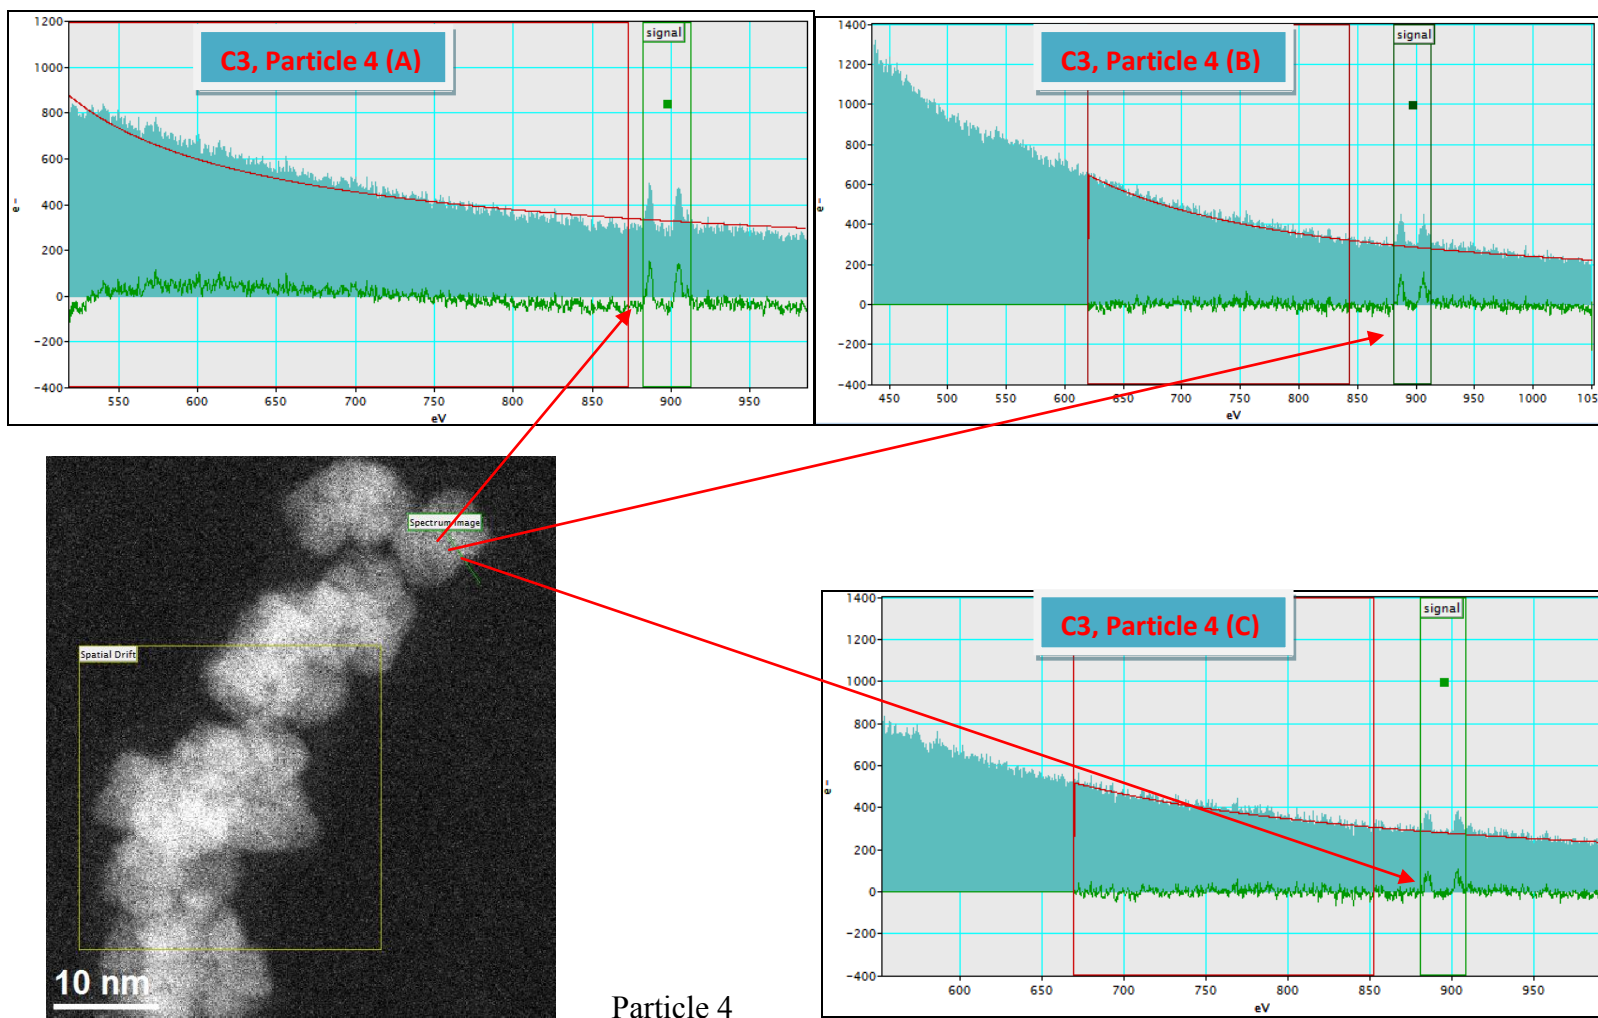 C3, Particle 4 (A)
signal
1200
1000
800
600
400
200
0
−200
−400
e -
550 600 650 700 750 800 850 900 950
eV
C3, Particle 4 (B)
signal
1400
1200
1000
800
600
400
200
0
−200
−400
e -
450 500 550 600 650 700 750 800 850 900 950 1000 105
eV
Spectrum Image
Spatial Drift
10 nm
Particle 4
C3, Particle 4 (C)
signal
1400
1200
1000
800
600
400
200
0
−200
−400
e -
600 650 700 750 800 850 900 950
eV